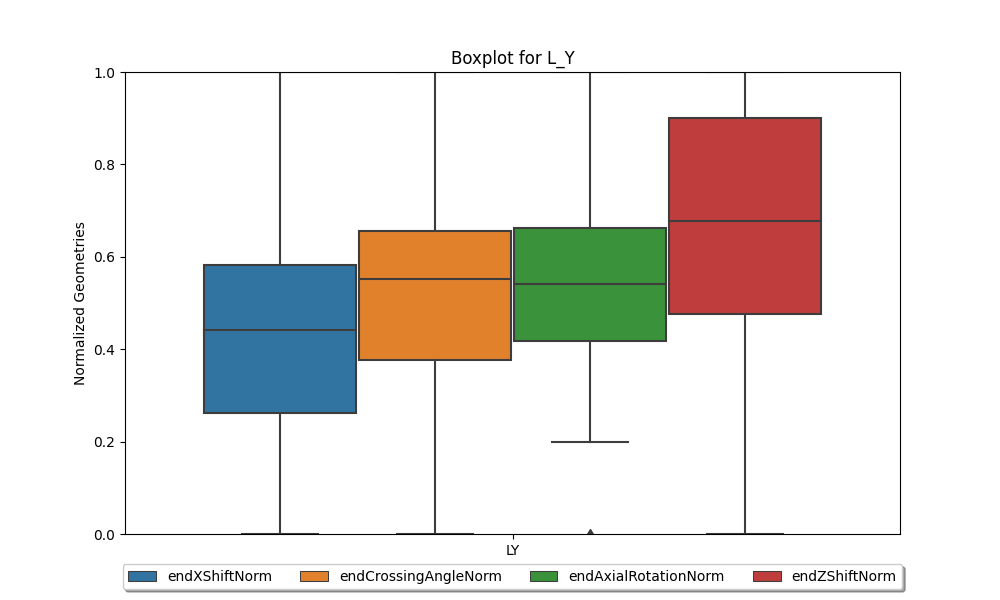 Boxplot for L_Y
1.0
0.8
0.6
0.4
0.2
0.0
Normalized Geometries
LY
endXShiftNorm endCrossingAngleNorm endAxialRotationNorm endZShiftNorm